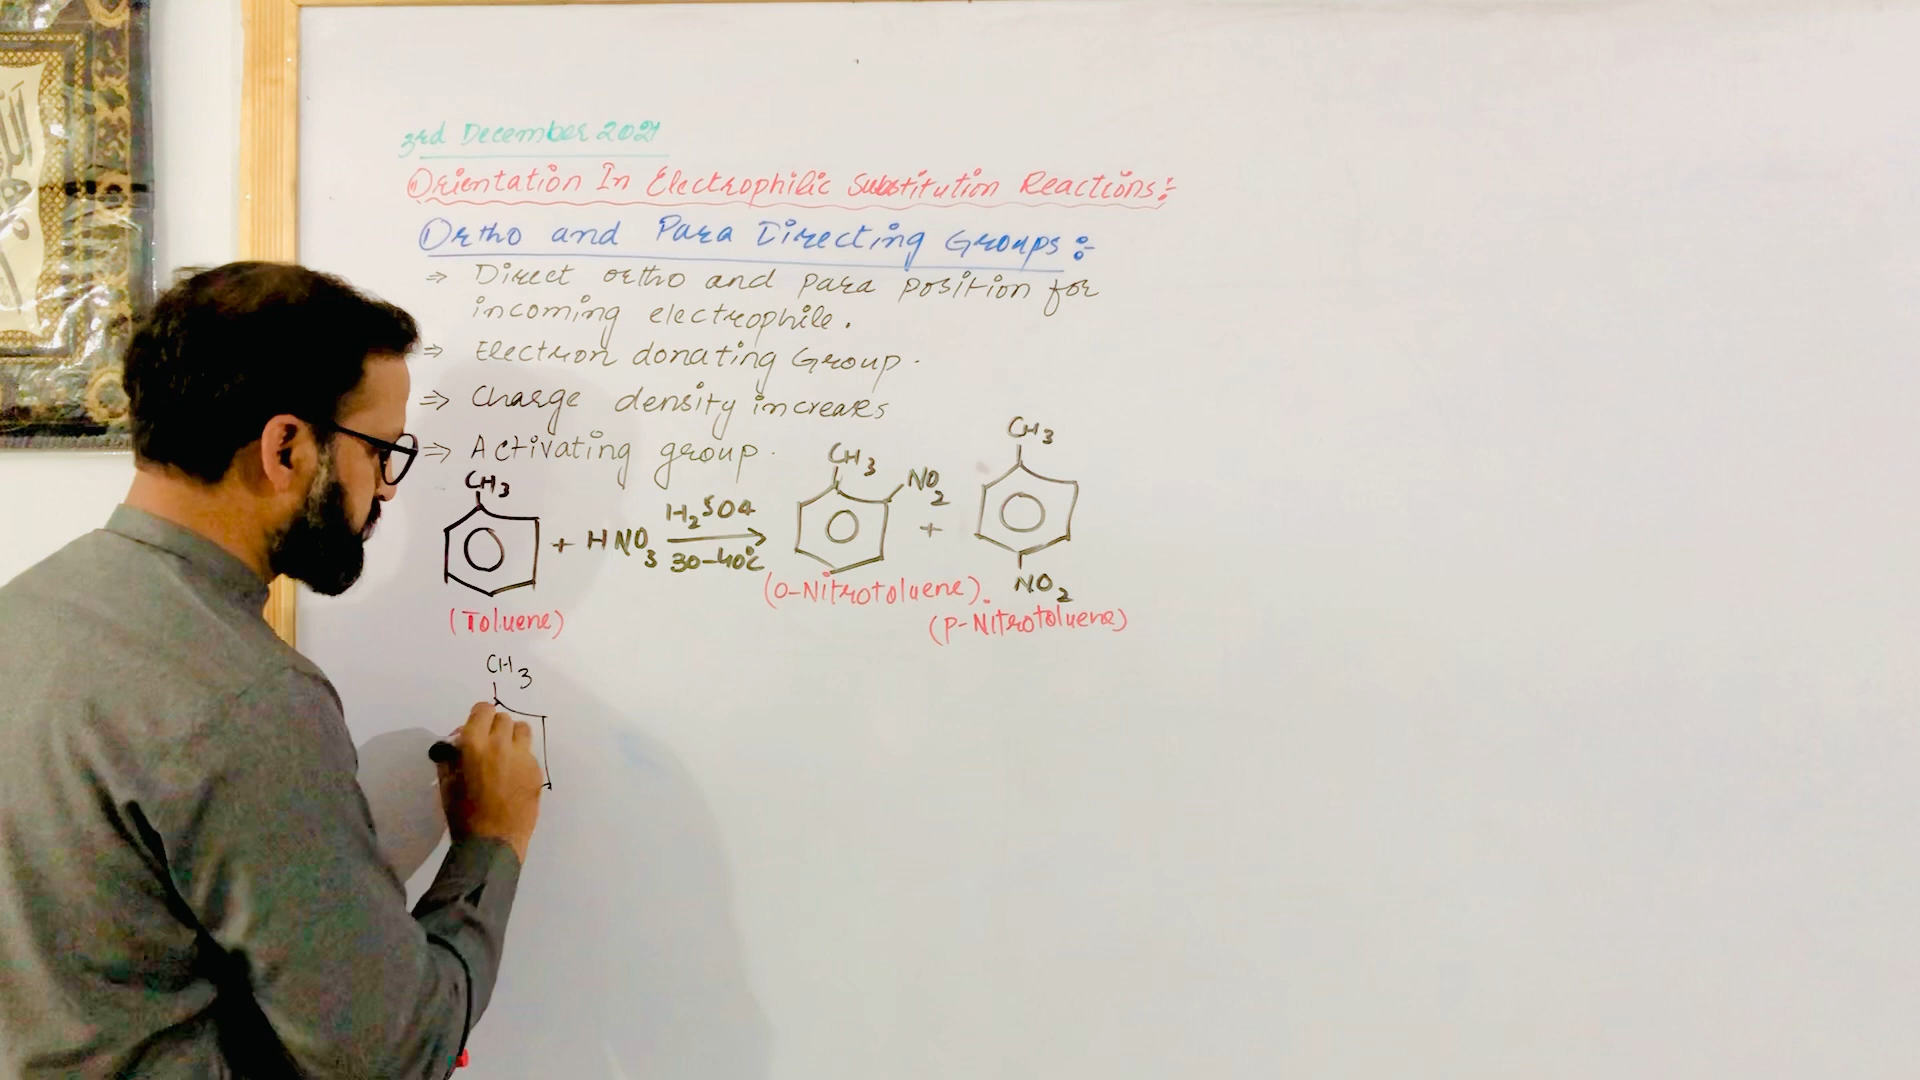 3rd December 2021
Orientation In Electrophilic Substitution Reactions:-
Ortho and Para Directing Groups:-
⇒ Direct ortho and para position for
incoming electrophile.
⇒ Electron donating Group.
⇒ Charge density increases
⇒ Activating group.
CH3 + HNO3 H2SO4 30-40°C CH3 NO2 + CH3 NO2
(Toluene) (O-Nitrotoluene). (P-Nitrotoluene)
CH3